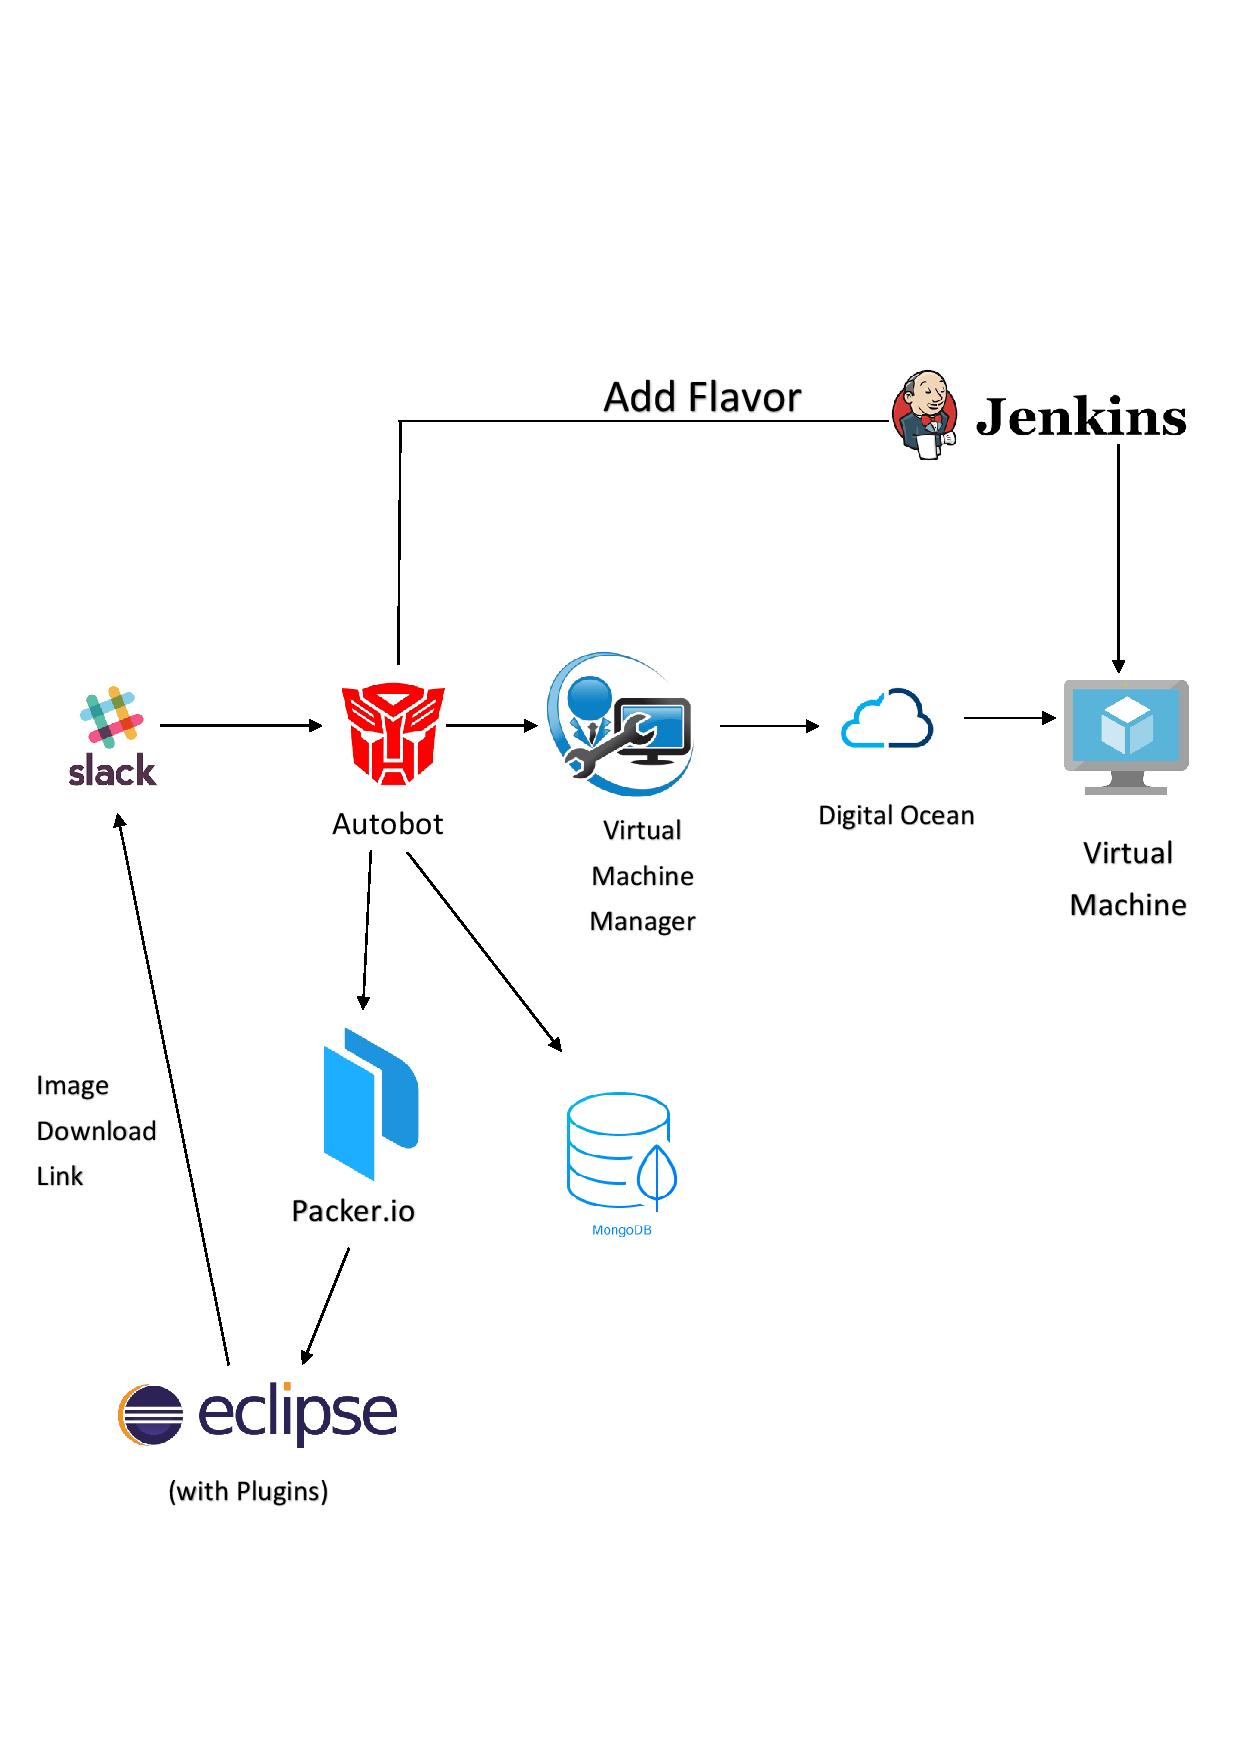 Add Flavor
Jenkins
slack
Autobot
Virtual
Machine
Manager
Digital Ocean
Virtual
Machine
Image
Download
Link
Packer.io
MongoDB
eclipse
(with Plugins)